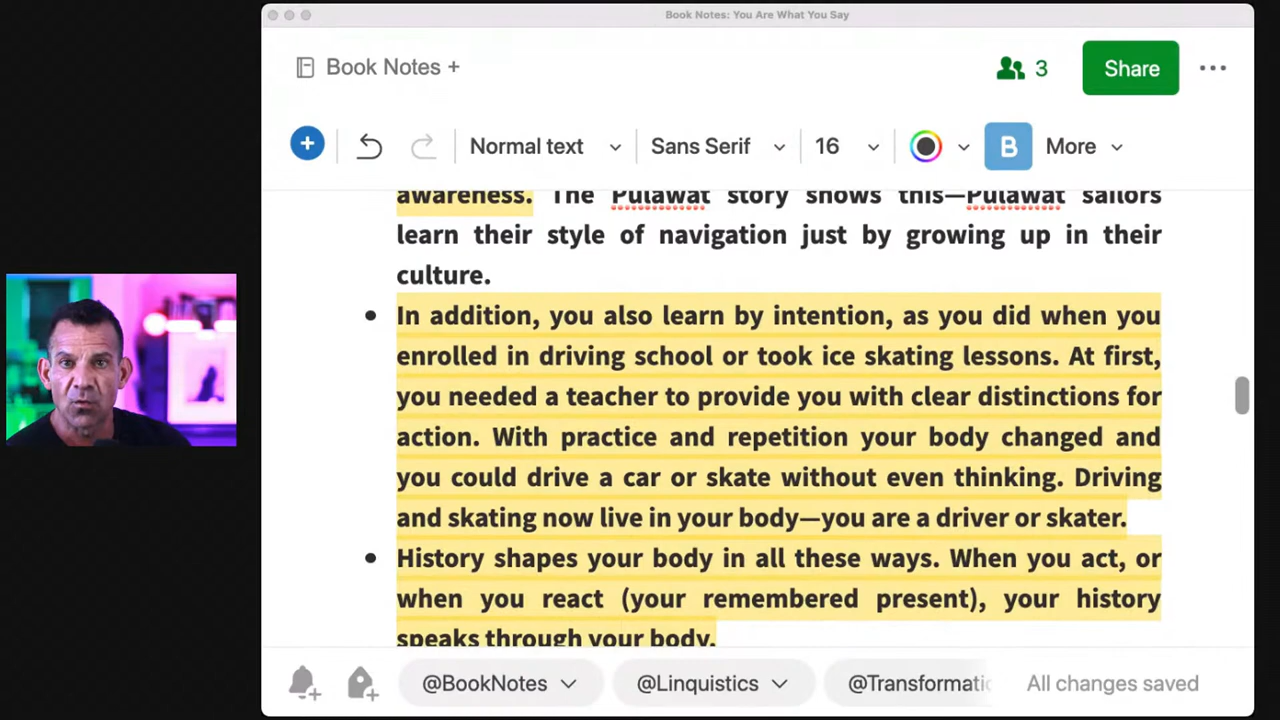 Book Notes: You Are What You Say
Book Notes +
3
Share
Normal text
Sans Serif
16
B
More
awareness. The Pulawat story shows this—Pulawat sailors
learn their style of navigation just by growing up in their
culture.
In addition, you also learn by intention, as you did when you
enrolled in driving school or took ice skating lessons. At first,
you needed a teacher to provide you with clear distinctions for
action. With practice and repetition your body changed and
you could drive a car or skate without even thinking. Driving
and skating now live in your body—you are a driver or skater.
History shapes your body in all these ways. When you act, or
when you react (your remembered present), your history
speaks through your body.
@BookNotes
@Linquistics
@Transformatic
All changes saved